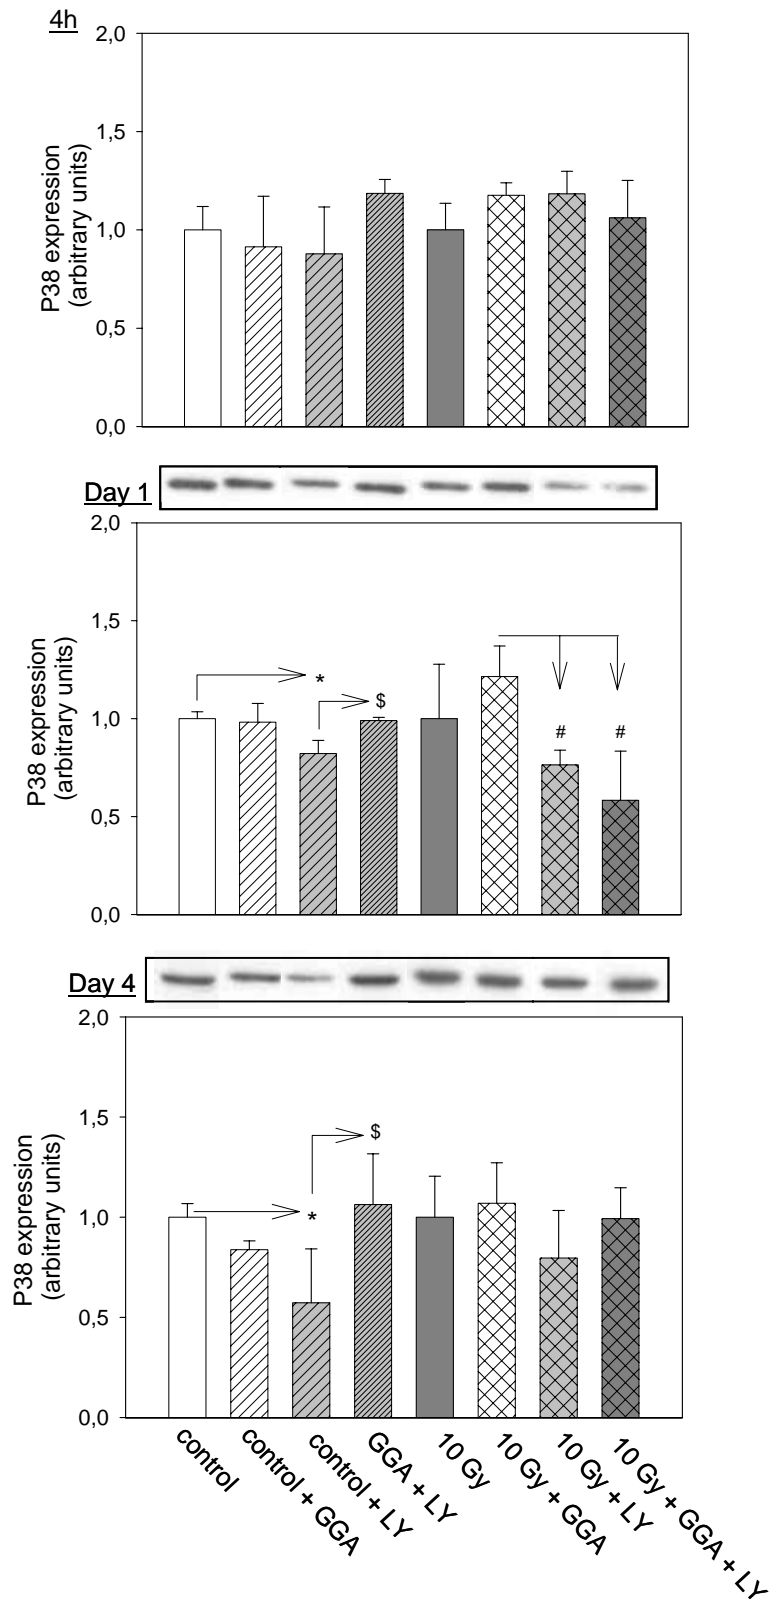 4h
2,0
1,5
1,0
0,5
0,0
P38 expression
(arbitrary units)
Day 1
2,0
1,5
1,0
0,5
0,0
P38 expression
(arbitrary units)
*
$
# #
Day 4
2,0
1,5
1,0
0,5
0,0
P38 expression
(arbitrary units)
$
*
control
control + GGA
control + LY
GGA + LY
10 Gy
10 Gy + GGA
10 Gy + LY
10 Gy + GGA + LY